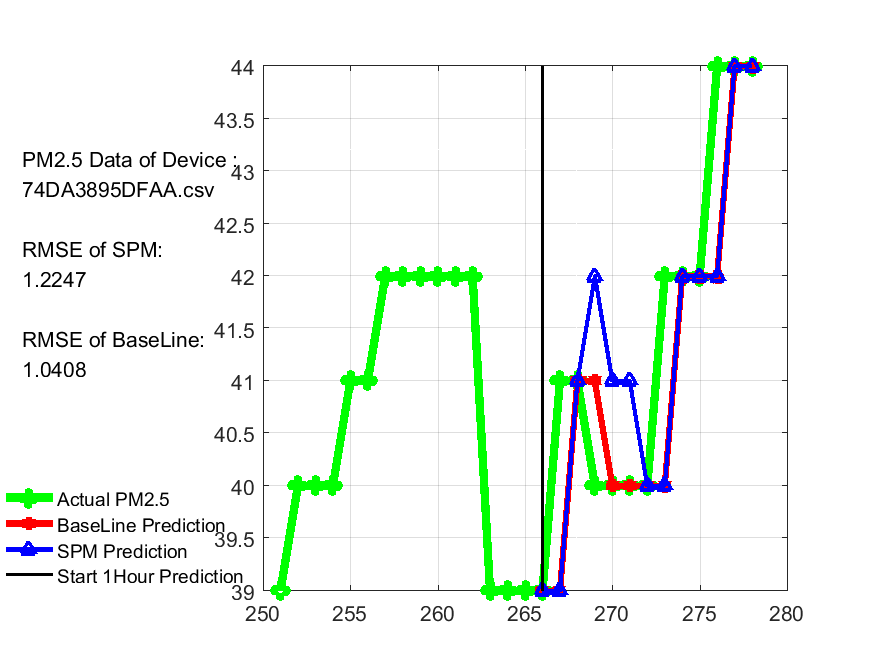 PM2.5 Data of Device :
74DA3895DFAA.csv
RMSE of SPM:
1.2247
RMSE of BaseLine:
1.0408
Actual PM2.5
BaseLine Prediction
SPM Prediction
Start 1Hour Prediction
44
43.5
43
42.5
42
41.5
41
40.5
40
39.5
39
250 255 260 265 270 275 280